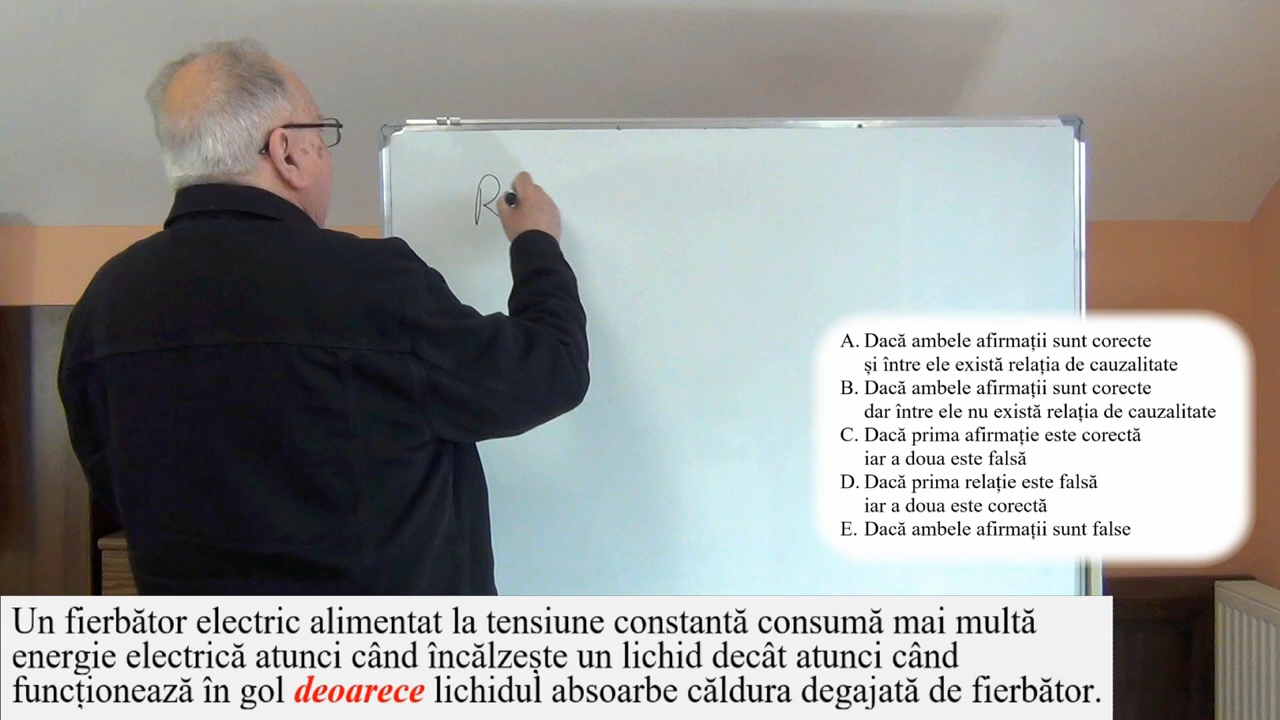 R
A. Dacă ambele afirmații sunt corecte
și între ele există relația de cauzalitate
B. Dacă ambele afirmații sunt corecte
dar între ele nu există relația de cauzalitate
C. Dacă prima afirmație este corectă
iar a doua este falsă
D. Dacă prima relație este falsă
iar a doua este corectă
E. Dacă ambele afirmații sunt false
Un fierbător electric alimentat la tensiune constantă consumă mai multă
energie electrică atunci când încălzește un lichid decât atunci când
funcționează în gol deoarece lichidul absoarbe căldura degajată de fierbător.